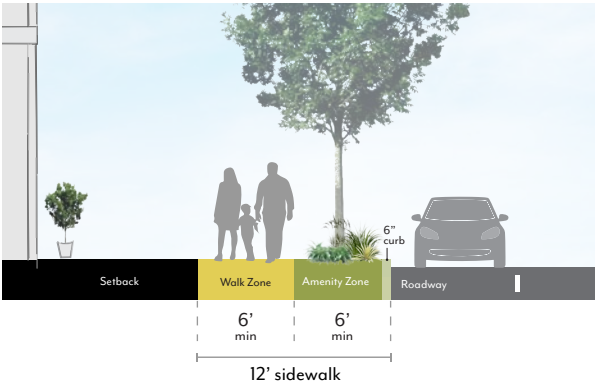 6”
curb
Setback
Walk Zone
Amenity Zone
Roadway
6’
min
6’
min
12’ sidewalk